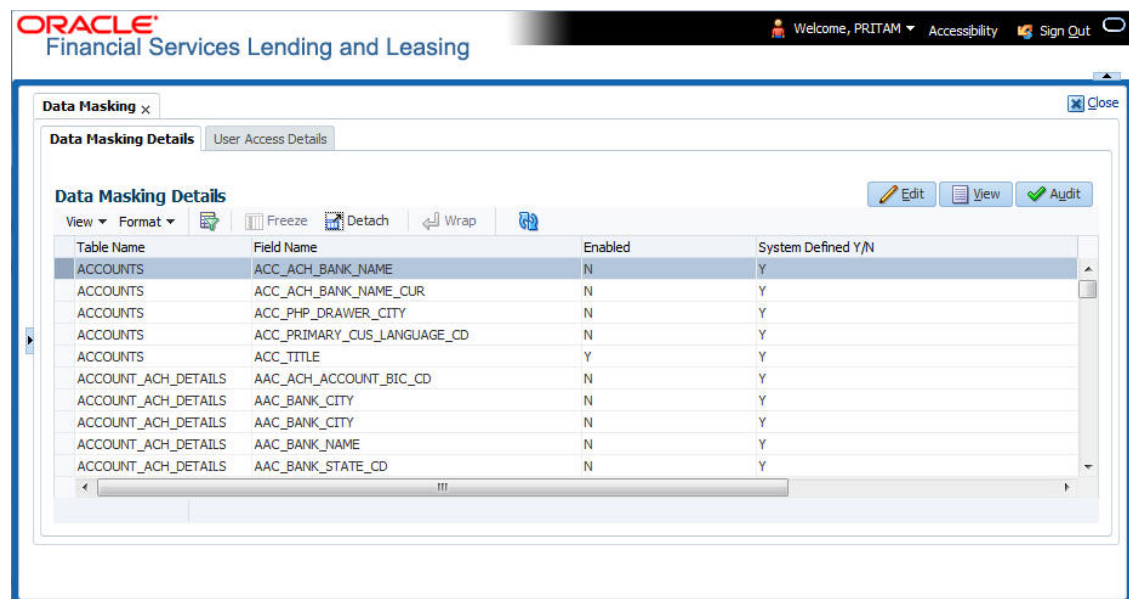 ORACLE
Financial Services Lending and Leasing
Welcome, PRITAM Accessibility Sign Out
Data Masking x Close
Data Masking Details User Access Details
Data Masking Details Edit View Audit
View Format Freeze Detach Wrap
Table Name Field Name Enabled System Defined Y/N
ACCOUNTS ACC_ACH_BANK_NAME N Y
ACCOUNTS ACC_ACH_BANK_NAME_CUR N Y
ACCOUNTS ACC_PHP_DRAWER_CITY N Y
ACCOUNTS ACC_PRIMARY_CUS_LANGUAGE_CD N Y
ACCOUNTS ACC_TITLE Y Y
ACCOUNT_ACH_DETAILS AAC_ACH_ACCOUNT_BIC_CD N Y
ACCOUNT_ACH_DETAILS AAC_BANK_CITY N Y
ACCOUNT_ACH_DETAILS AAC_BANK_CITY N Y
ACCOUNT_ACH_DETAILS AAC_BANK_NAME N Y
ACCOUNT_ACH_DETAILS AAC_BANK_STATE_CD N Y